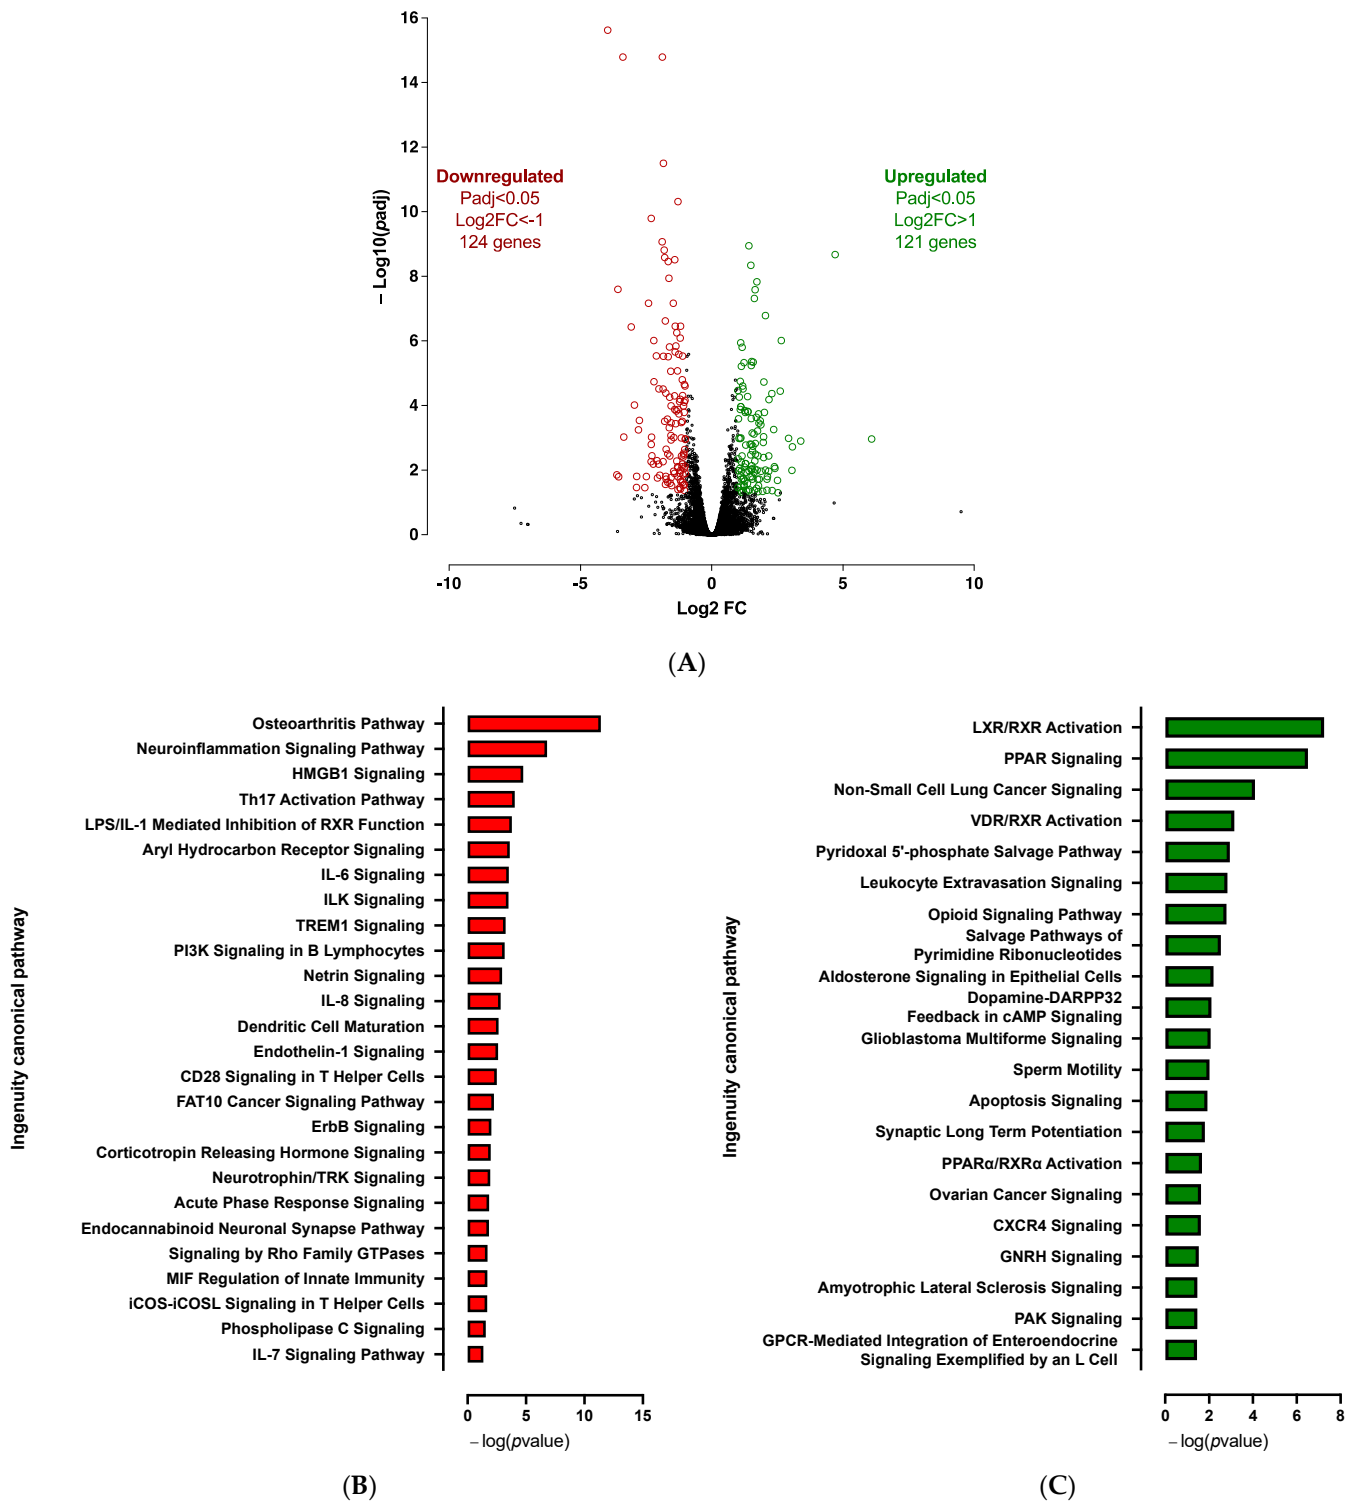 16
14
12
10
8
6
4
2
0
− Log10(padj)
Downregulated
Padj<0.05
Log2FC<-1
124 genes
Upregulated
Padj<0.05
Log2FC>1
121 genes
-10
-5
0
5
10
Log2 FC
(A)
Ingenuity canonical pathway
Osteoarthritis Pathway
Neuroinflammation Signaling Pathway
HMGB1 Signaling
Th17 Activation Pathway
LPS/IL-1 Mediated Inhibition of RXR Function
Aryl Hydrocarbon Receptor Signaling
IL-6 Signaling
ILK Signaling
TREM1 Signaling
PI3K Signaling in B Lymphocytes
Netrin Signaling
IL-8 Signaling
Dendritic Cell Maturation
Endothelin-1 Signaling
CD28 Signaling in T Helper Cells
FAT10 Cancer Signaling Pathway
ErbB Signaling
Corticotropin Releasing Hormone Signaling
Neurotrophin/TRK Signaling
Acute Phase Response Signaling
Endocannabinoid Neuronal Synapse Pathway
Signaling by Rho Family GTPases
MIF Regulation of Innate Immunity
iCOS-iCOSL Signaling in T Helper Cells
Phospholipase C Signaling
IL-7 Signaling Pathway
0
5
10
15
−log(pvalue)
(B)
Ingenuity canonical pathway
LXR/RXR Activation
PPAR Signaling
Non-Small Cell Lung Cancer Signaling
VDR/RXR Activation
Pyridoxal 5'-phosphate Salvage Pathway
Leukocyte Extravasation Signaling
Opioid Signaling Pathway
Salvage Pathways of
Pyrimidine Ribonucleotides
Aldosterone Signaling in Epithelial Cells
Dopamine-DARPP32
Feedback in cAMP Signaling
Glioblastoma Multiforme Signaling
Sperm Motility
Apoptosis Signaling
Synaptic Long Term Potentiation
PPARα/RXRα Activation
Ovarian Cancer Signaling
CXCR4 Signaling
GNRH Signaling
Amyotrophic Lateral Sclerosis Signaling
PAK Signaling
GPCR-Mediated Integration of Enteroendocrine
Signaling Exemplified by an L Cell
0
2
4
6
8
−log(pvalue)
(C)